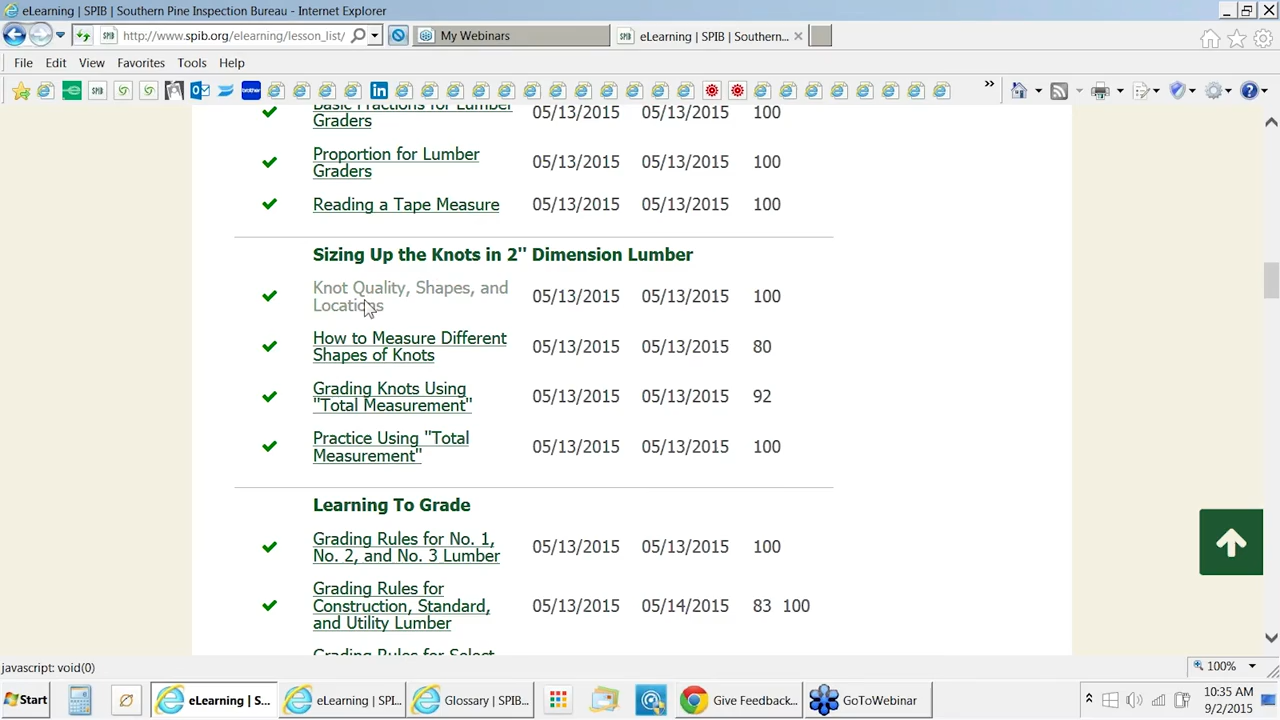 eLearning | SPIB | Southern Pine Inspection Bureau - Internet Explorer
http://www.spib.org/elearning/lesson_list/
My Webinars
eLearning | SPIB | Southern...
File Edit View Favorites Tools Help
Basic Fractions for Lumber
Graders 05/13/2015 05/13/2015 100
Proportion for Lumber
Graders 05/13/2015 05/13/2015 100
Reading a Tape Measure 05/13/2015 05/13/2015 100
Sizing Up the Knots in 2" Dimension Lumber
Knot Quality, Shapes, and
Locations 05/13/2015 05/13/2015 100
How to Measure Different
Shapes of Knots 05/13/2015 05/13/2015 80
Grading Knots Using
"Total Measurement" 05/13/2015 05/13/2015 92
Practice Using "Total
Measurement" 05/13/2015 05/13/2015 100
Learning To Grade
Grading Rules for No. 1,
No. 2, and No. 3 Lumber 05/13/2015 05/13/2015 100
Grading Rules for
Construction, Standard,
and Utility Lumber 05/13/2015 05/14/2015 83 100
Grading Rules for Select
javascript: void(0)
100%
Start
eLearning | S...
eLearning | SPI...
Glossary | SPIB...
Give Feedback...
GoToWebinar
10:35 AM
9/2/2015